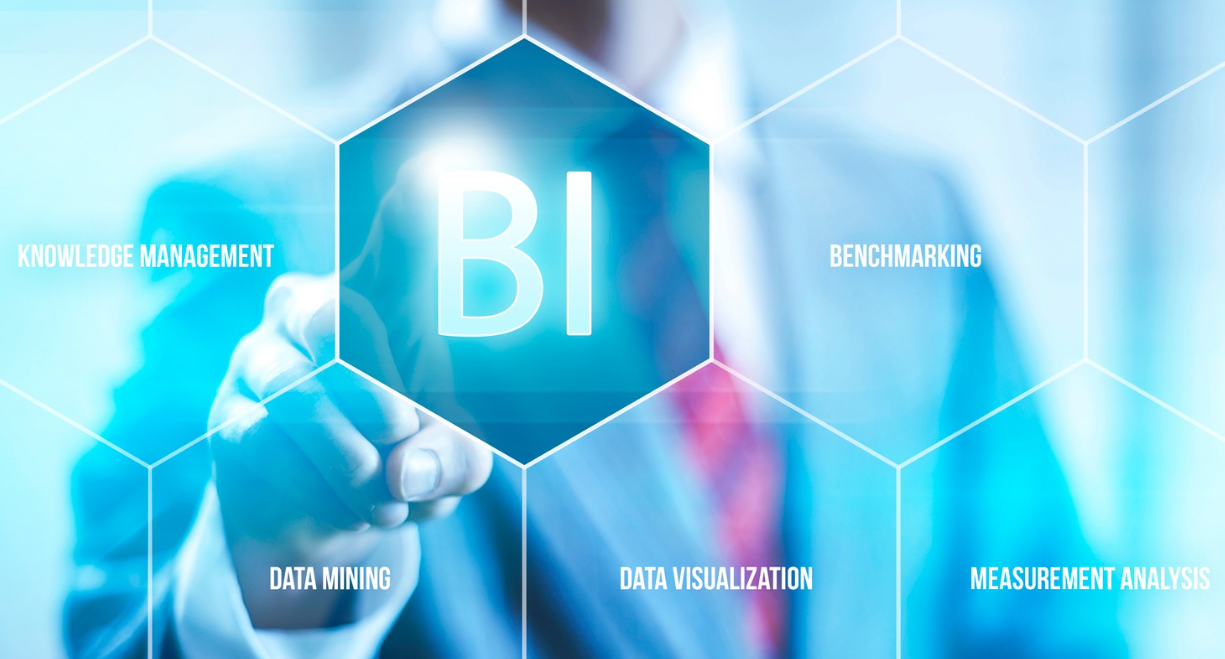 BI
KNOWLEDGE MANAGEMENT
BENCHMARKING
DATA MINING
DATA VISUALIZATION
MEASUREMENT ANALYSIS